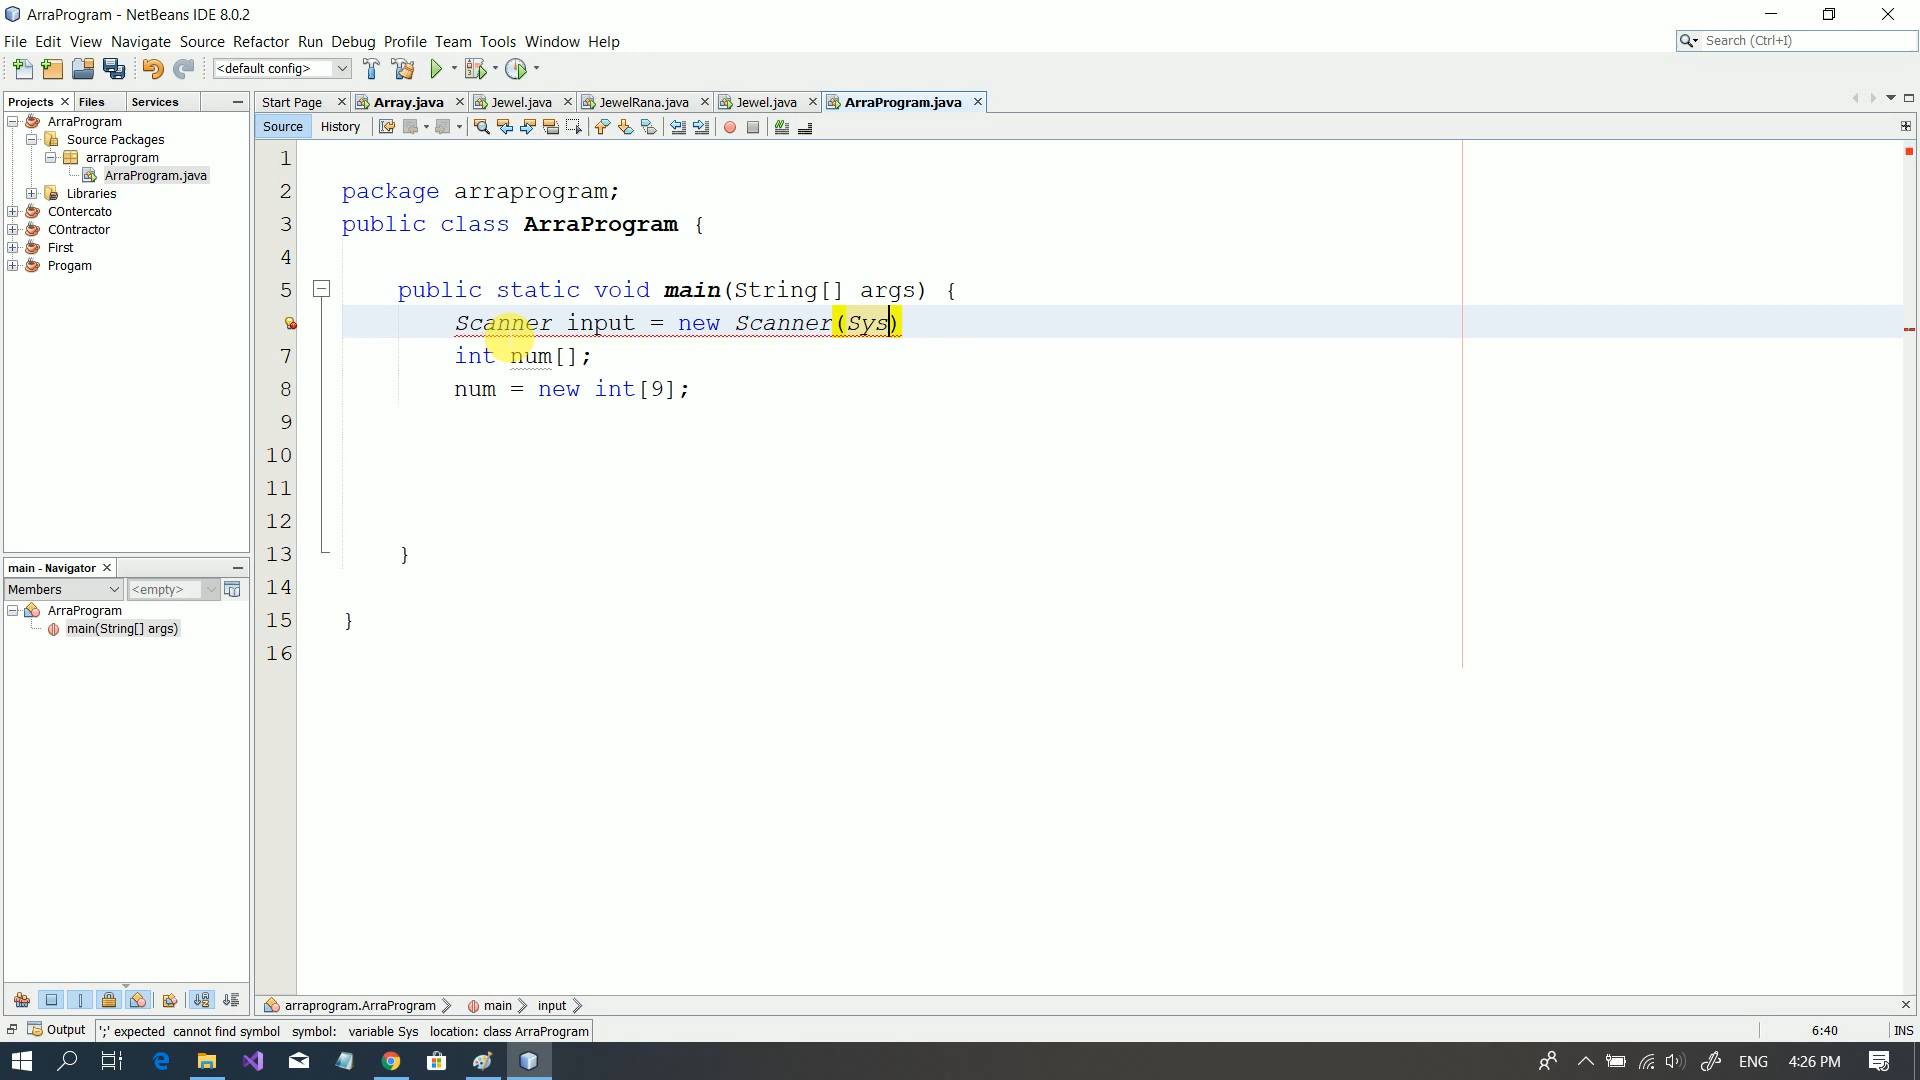 ArraProgram - NetBeans IDE 8.0.2
File Edit View Navigate Source Refactor Run Debug Profile Team Tools Window Help
Search (Ctrl+I)
<default config>
Projects Files Services
Start Page Array.java Jewel.java JewelRana.java Jewel.java ArraProgram.java
Source History
ArraProgram
Source Packages
arraprogram
ArraProgram.java
Libraries
COntercato
COntractor
First
Progam
1
2 package arraprogram;
3 public class ArraProgram {
4
5 public static void main(String[] args) {
Scanner input = new Scanner(Sys)
7 int num[];
8 num = new int[9];
9
10
11
12
13 }
14
15 }
16
main - Navigator
Members <empty>
ArraProgram
main(String[] args)
arraprogram.ArraProgram main input
Output ';' expected cannot find symbol symbol: variable Sys location: class ArraProgram
6:40 INS
ENG 4:26 PM